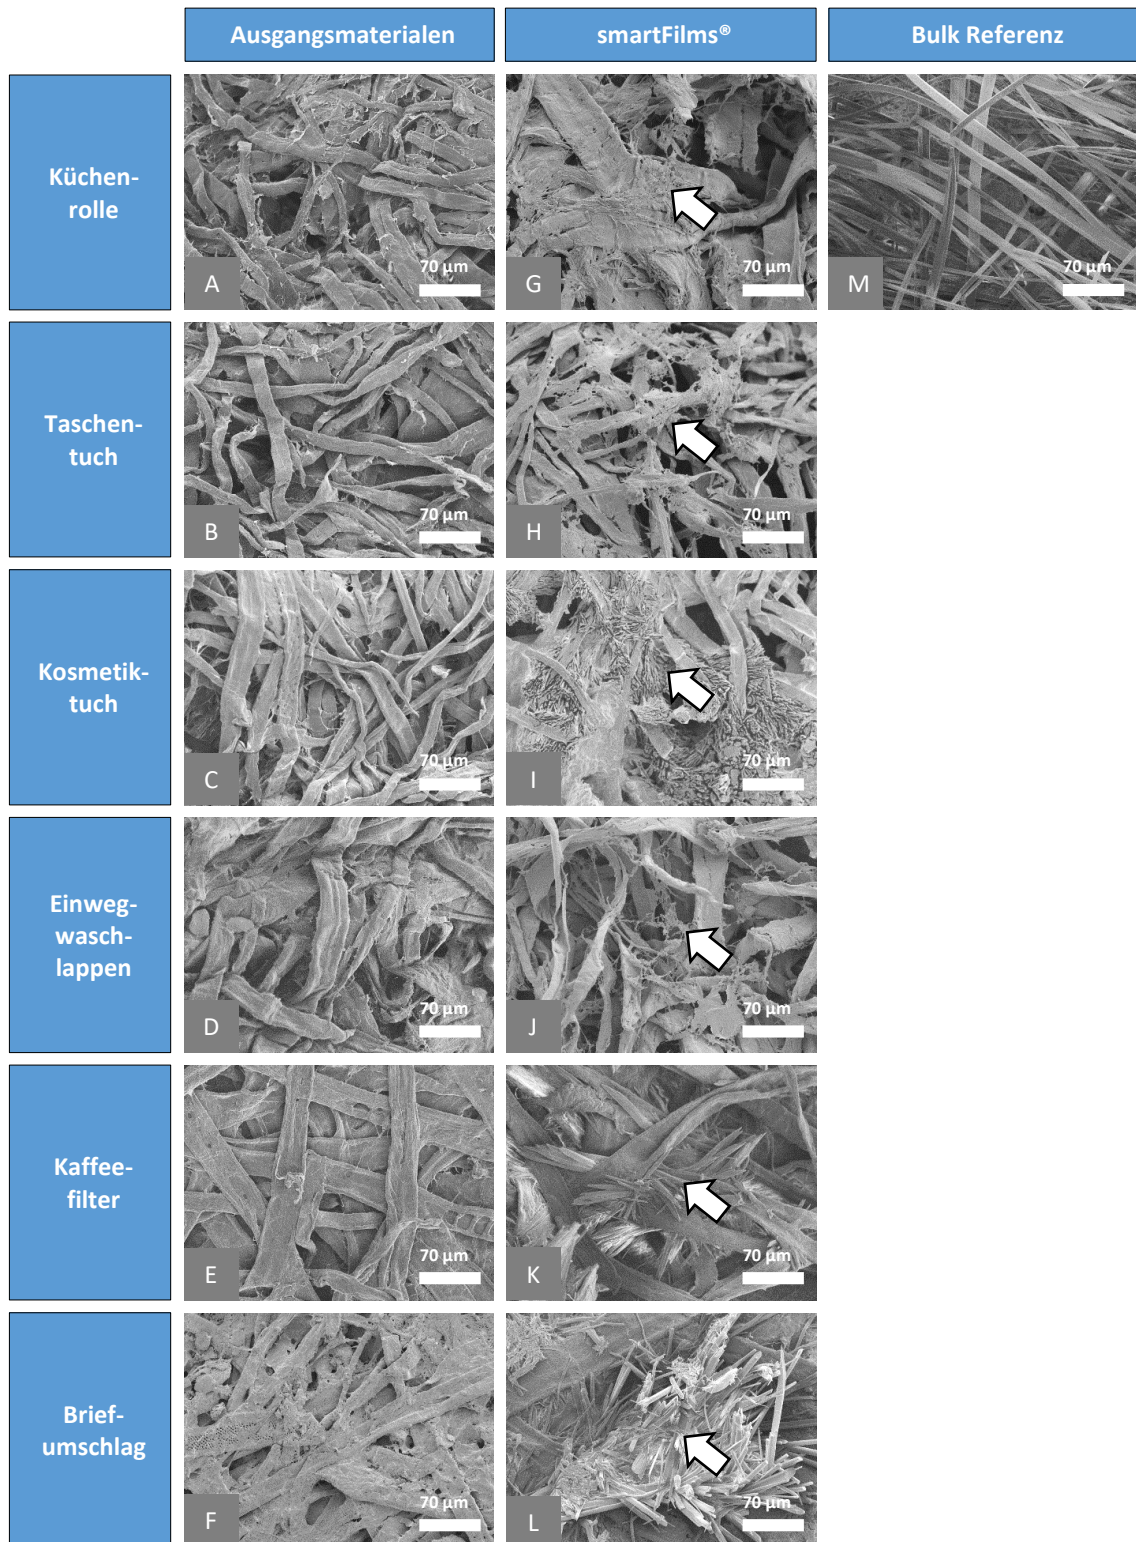 Ausgangsmaterialen
smartFilms®
Bulk Referenz
Küchen-
rolle
70 µm
A
70 µm
G
70 µm
M
Taschen-
tuch
70 µm
B
70 µm
H
Kosmetik-
tuch
70 µm
C
70 µm
I
Einweg-
wasch-
lappen
70 µm
D
70 µm
J
Kaffee-
filter
70 µm
E
70 µm
K
Brief-
umschlag
70 µm
F
70 µm
L